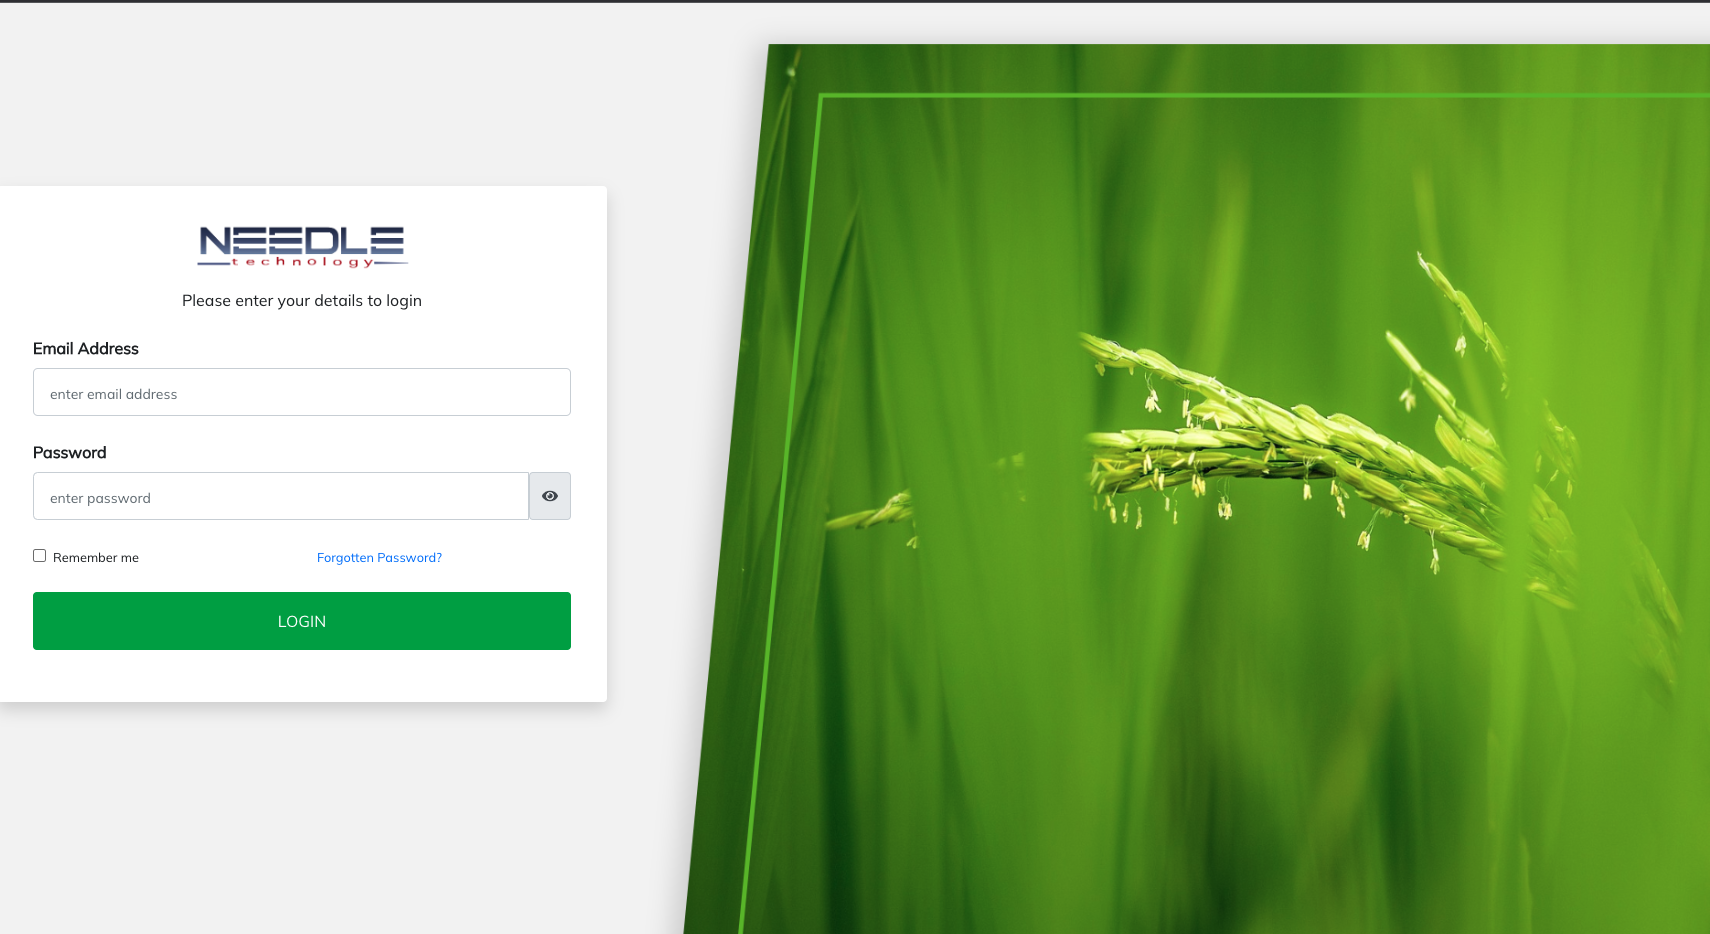 NEEDLE
technology
Please enter your details to login
Email Address
enter email address
Password
enter password
Remember me
Forgotten Password?
LOGIN